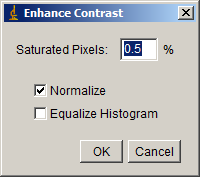 Enhance Contrast
Saturated Pixels: 0.5 %
Normalize
Equalize Histogram
OK Cancel